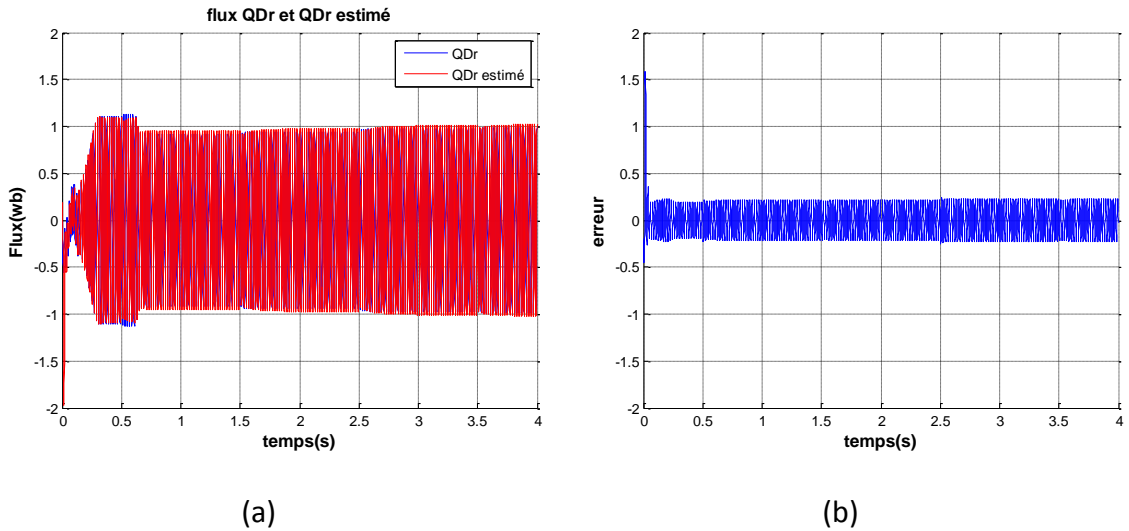 flux QDr et QDr estimé
QDr
QDr estimé
Flux(wb)
2
1.5
1
0.5
0
-0.5
-1
-1.5
-2
0 0.5 1 1.5 2 2.5 3 3.5 4
temps(s)
(a)
erreur
2
1.5
1
0.5
0
-0.5
-1
-1.5
-2
0 0.5 1 1.5 2 2.5 3 3.5 4
temps(s)
(b)